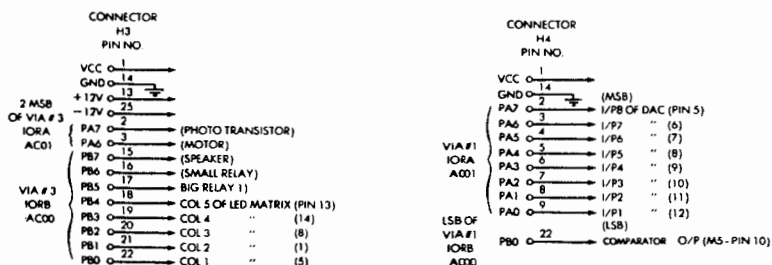 CONNECTOR
H3
PIN NO.
VCC 1
GND 14
+12V 13
-12V 25
2 MSB
OF VIA #3
IORA
AC01
PA7 2 (PHOTO TRANSISTOR)
PA6 3 (MOTOR)
VIA #3
IORB
AC00
PB7 15 (SPEAKER)
PB6 16 (SMALL RELAY)
PB5 17 BIG RELAY 1)
PB4 18 COL 5 OF LED MATRIX (PIN 13)
PB3 19 COL 4 " (14)
PB2 20 COL 3 " (8)
PB1 21 COL 2 " (1)
PB0 22 COL 1 " (5)
CONNECTOR
H4
PIN NO.
VCC 1
GND 14
(MSB)
VIA #1
IORA
A001
PA7 2 I/P8 OF DAC (PIN 5)
PA6 3 I/P7 " (6)
PA5 4 I/P6 " (7)
PA4 5 I/P5 " (8)
PA3 6 I/P4 " (9)
PA2 7 I/P3 " (10)
PA1 8 I/P2 " (11)
PA0 9 I/P1 " (12)
(LSB)
LSB OF
VIA #1
IORB
A000
PB0 22 COMPARATOR O/P (M5 - PIN 10)